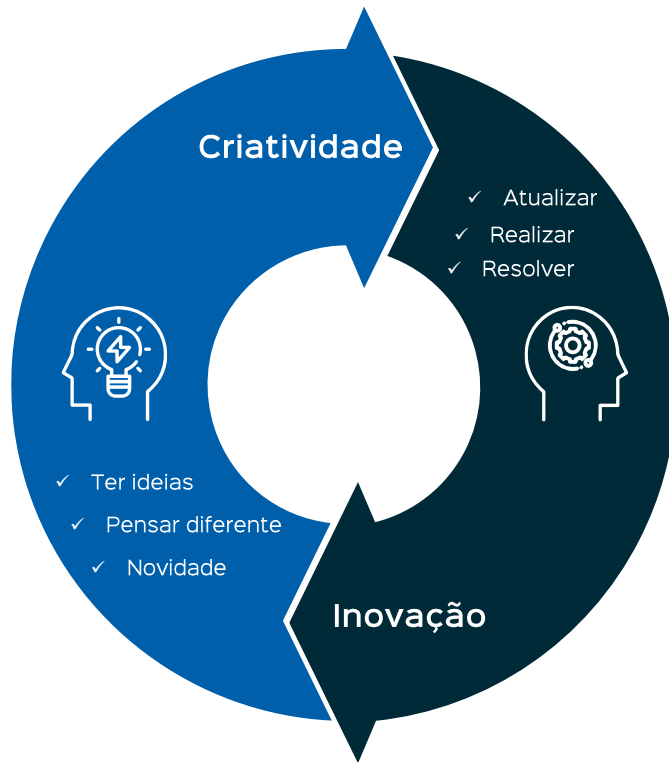 Criatividade
Atualizar
Realizar
Resolver
Ter ideias
Pensar diferente
Novidade
Inovação